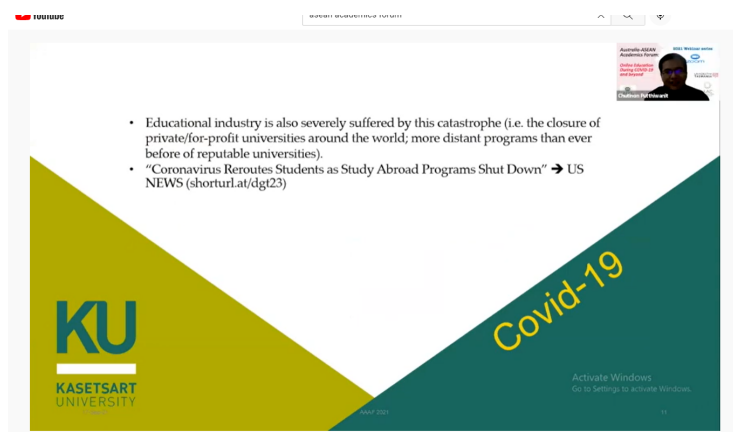 YouTube
asean academics forum
Australia-ASEAN
Academics Forum
Online Education
During COVID-19
and beyond
Chattawin Patthiwanit
• Educational industry is also severely suffered by this catastrophe (i.e. the closure of
private/for-profit universities around the world; more distant programs than ever
before of reputable universities).
• “Coronavirus Reroutes Students as Study Abroad Programs Shut Down” ➔ US
NEWS (shorturl.at/dgt23)
Covid-19
KU
KASETSART
UNIVERSITY
Activate Windows
Go to Settings to activate Windows.
AAAF 2021
11